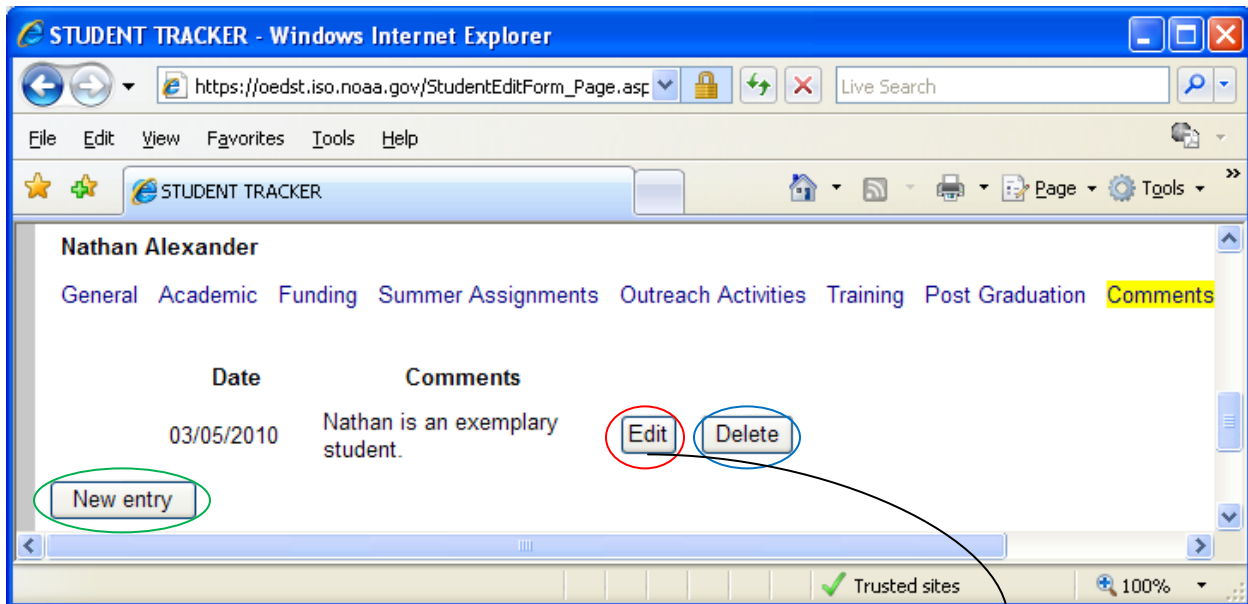 STUDENT TRACKER - Windows Internet Explorer
https://oedst.iso.noaa.gov/StudentEditForm_Page.asp
Live Search
File Edit View Favorites Tools Help
STUDENT TRACKER
Page Tools
Nathan Alexander
General Academic Funding Summer Assignments Outreach Activities Training Post Graduation Comments
Date Comments
03/05/2010 Nathan is an exemplary
student.
Edit Delete
New entry
Trusted sites 100%